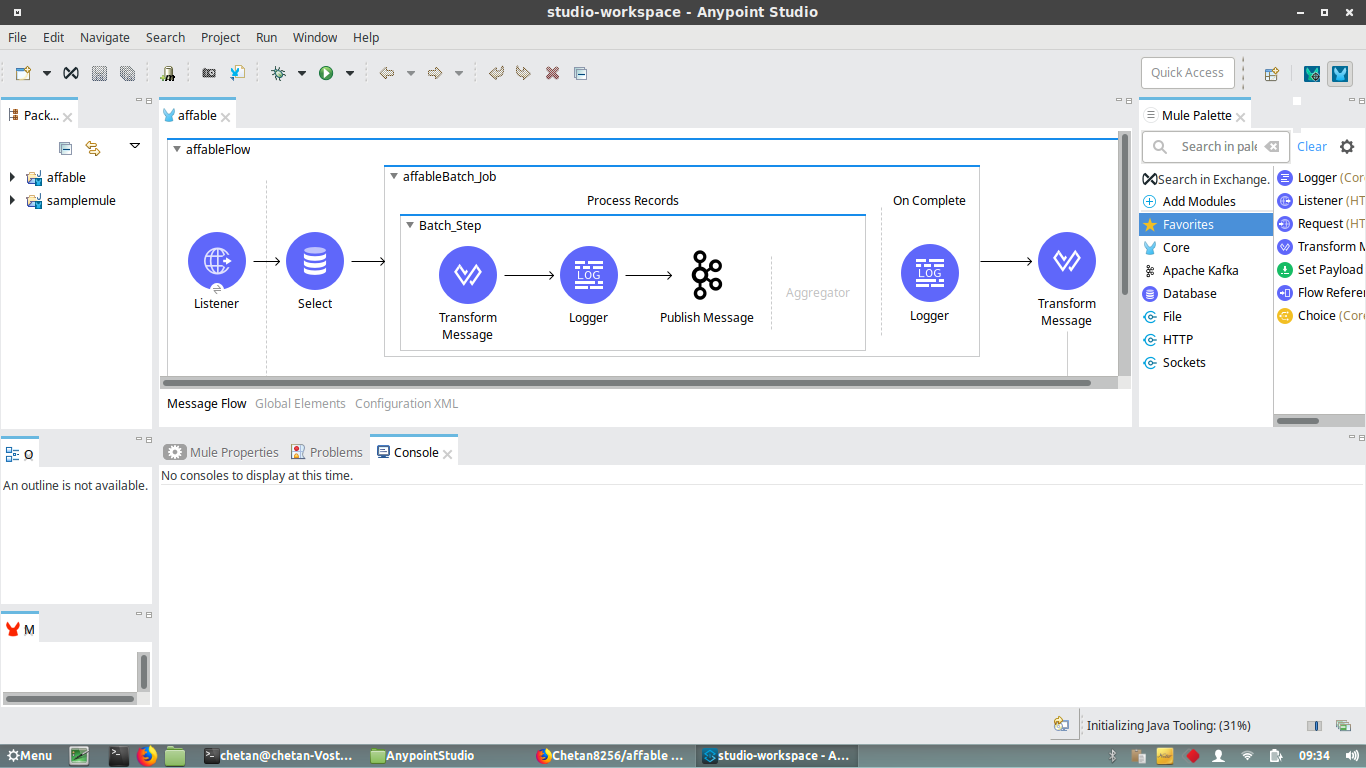 studio-workspace - Anypoint Studio
File Edit Navigate Search Project Run Window Help
Quick Access
Pack...
affable
samplemule
affable
affableFlow
affableBatch_Job
Process Records
On Complete
Batch_Step
Listener
Select
Transform
Message
LOG
Logger
Publish Message
Aggregator
LOG
Logger
Transform
Message
Message Flow Global Elements Configuration XML
Mule Palette
Search in pale
Clear
Search in Exchange.
Add Modules
Favorites
Core
Apache Kafka
Database
File
HTTP
Sockets
Logger (Cor
Listener (HT
Request (HT
Transform M
Set Payload
Flow Referen
Choice (Core
O
An outline is not available.
M
Mule Properties Problems Console
No consoles to display at this time.
Initializing Java Tooling: (31%)
Menu
chetan@chetan-Vost...
AnypointStudio
Chetan8256/affable ...
studio-workspace - A...
09:34